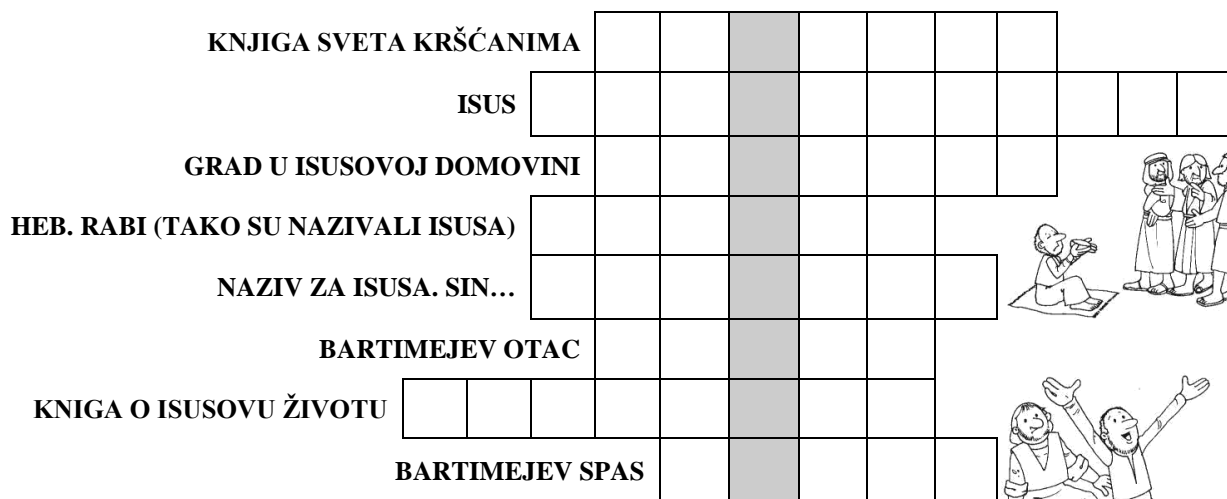 KNJIGA SVETA KRŠĆANIMA
ISUS
GRAD U ISUSOVOJ DOMOVINI
HEB. RABI (TAKO SU NAZIVALI ISUSA)
NAZIV ZA ISUSA. SIN…
BARTIMEJEV OTAC
KNIGA O ISUSOVU ŽIVOTU
BARTIMEJEV SPAS